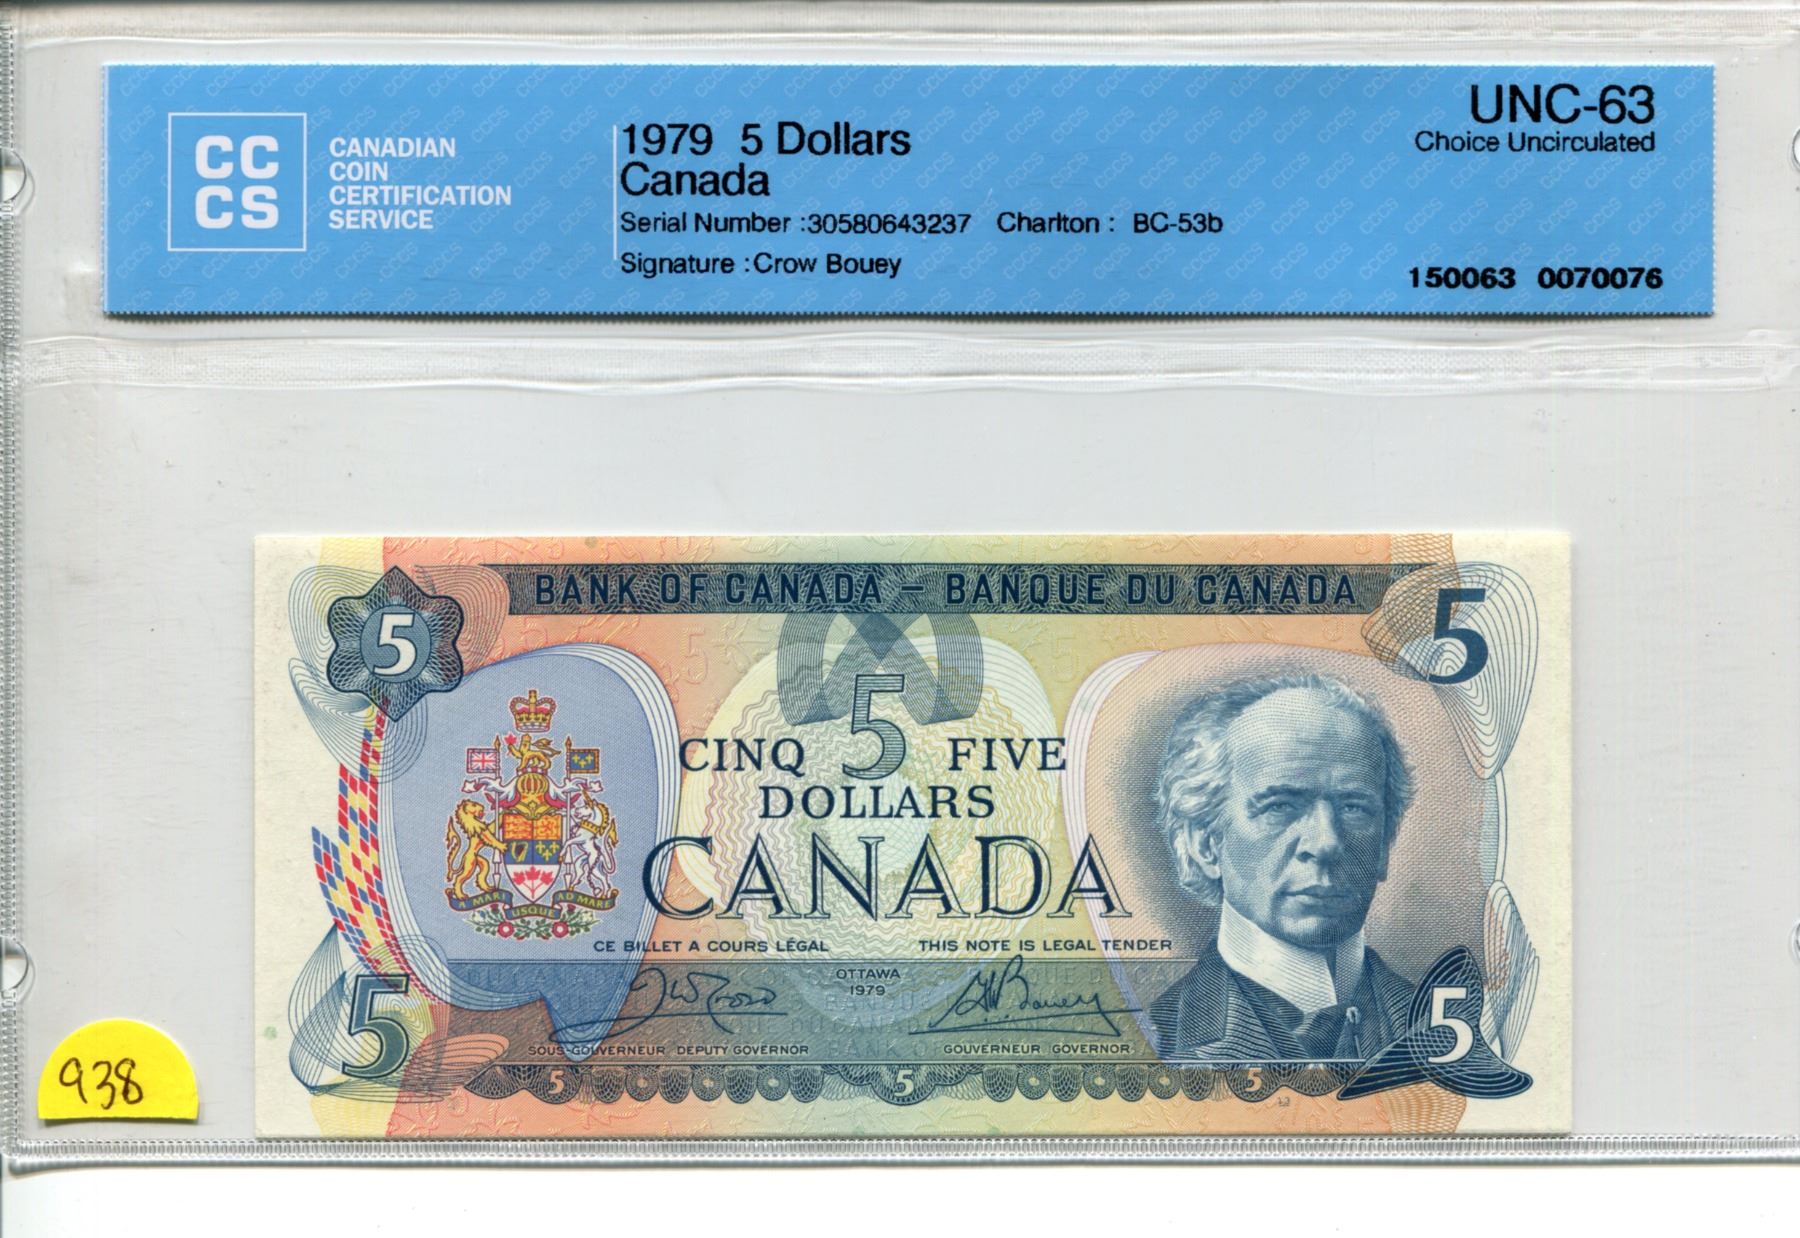 CC
CS
CANADIAN
COIN
CERTIFICATION
SERVICE
1979 5 Dollars
Canada
Serial Number :30580643237 Charlton : BC-53b
Signature :Crow Bouey
UNC-63
Choice Uncirculated
150063 0070076
BANK OF CANADA – BANQUE DU CANADA
5
5
CINQ 5 FIVE
DOLLARS
CANADA
A MARI USQUE AD MARE
CE BILLET A COURS LÉGAL
THIS NOTE IS LEGAL TENDER
OTTAWA
1979
SOUS-GOUVERNEUR DEPUTY GOVERNOR
GOUVERNEUR GOVERNOR
5
5
5 5 5
938